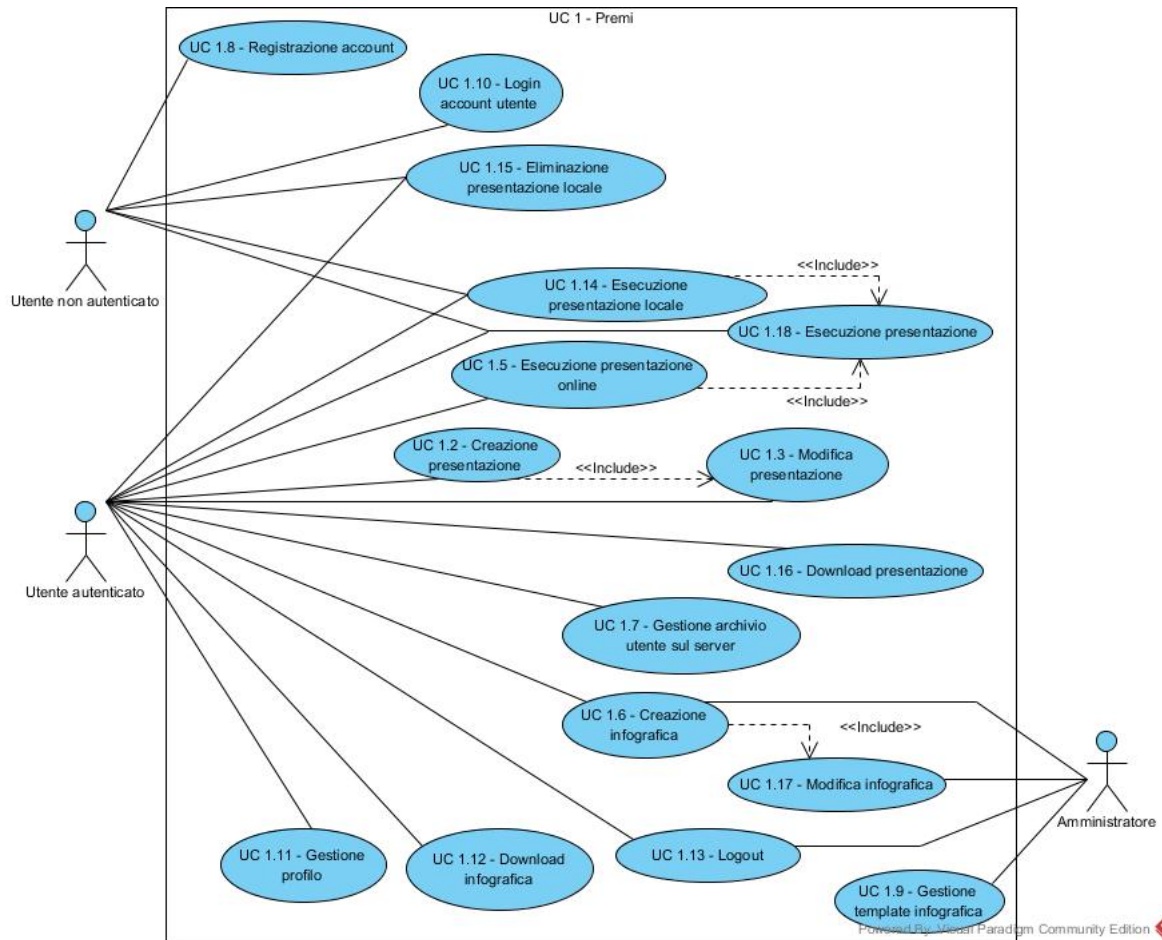 UC 1 - Premi
UC 1.8 - Registrazione account
UC 1.10 - Login
account utente
UC 1.15 - Eliminazione
presentazione locale
Utente non autenticato
<<Include>>
UC 1.14 - Esecuzione
presentazione locale
UC 1.18 - Esecuzione presentazione
UC 1.5 - Esecuzione presentazione
online
<<Include>>
UC 1.2 - Creazione
presentazione
<<Include>>
UC 1.3 - Modifica
presentazione
UC 1.16 - Download presentazione
Utente autenticato
UC 1.7 - Gestione archivio
utente sul server
UC 1.6 - Creazione
infografica
<<Include>>
UC 1.17 - Modifica infografica
Amministratore
UC 1.11 - Gestione
profilo
UC 1.12 - Download
infografica
UC 1.13 - Logout
UC 1.9 - Gestione
template infografica
Powered By Visual Paradigm Community Edition